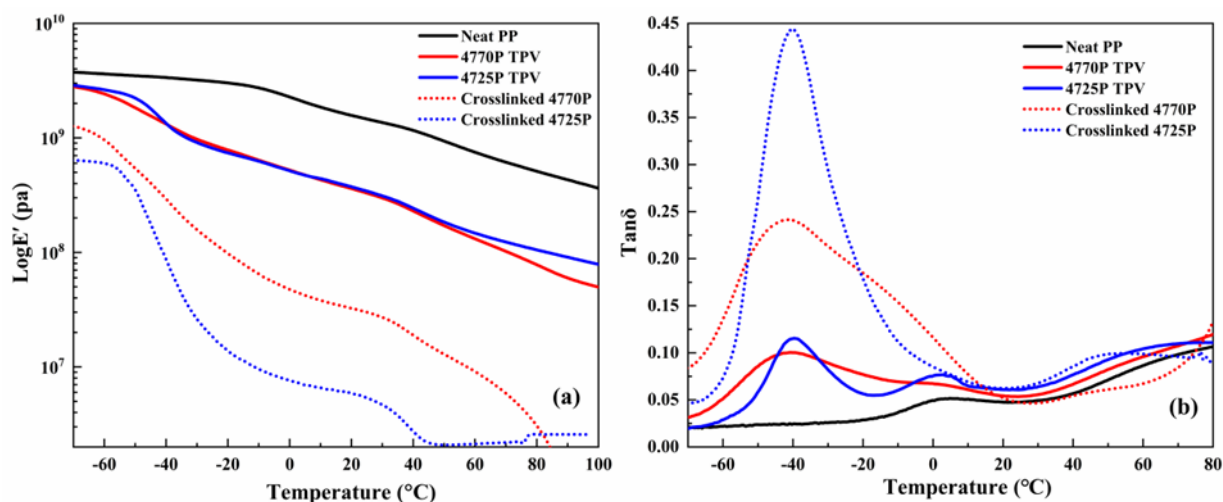 10^10
10^9
10^8
10^7
LogE′ (pa)
Neat PP
4770P TPV
4725P TPV
Crosslinked 4770P
Crosslinked 4725P
(a)
-60 -40 -20 0 20 40 60 80 100
Temperature (°C)
0.45
0.40
0.35
0.30
0.25
0.20
0.15
0.10
0.05
0.00
Tanδ
Neat PP
4770P TPV
4725P TPV
Crosslinked 4770P
Crosslinked 4725P
(b)
-60 -40 -20 0 20 40 60 80
Temperature (°C)